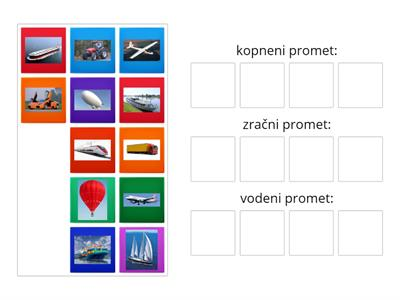 kopneni promet:
zračni promet:
vodeni promet: